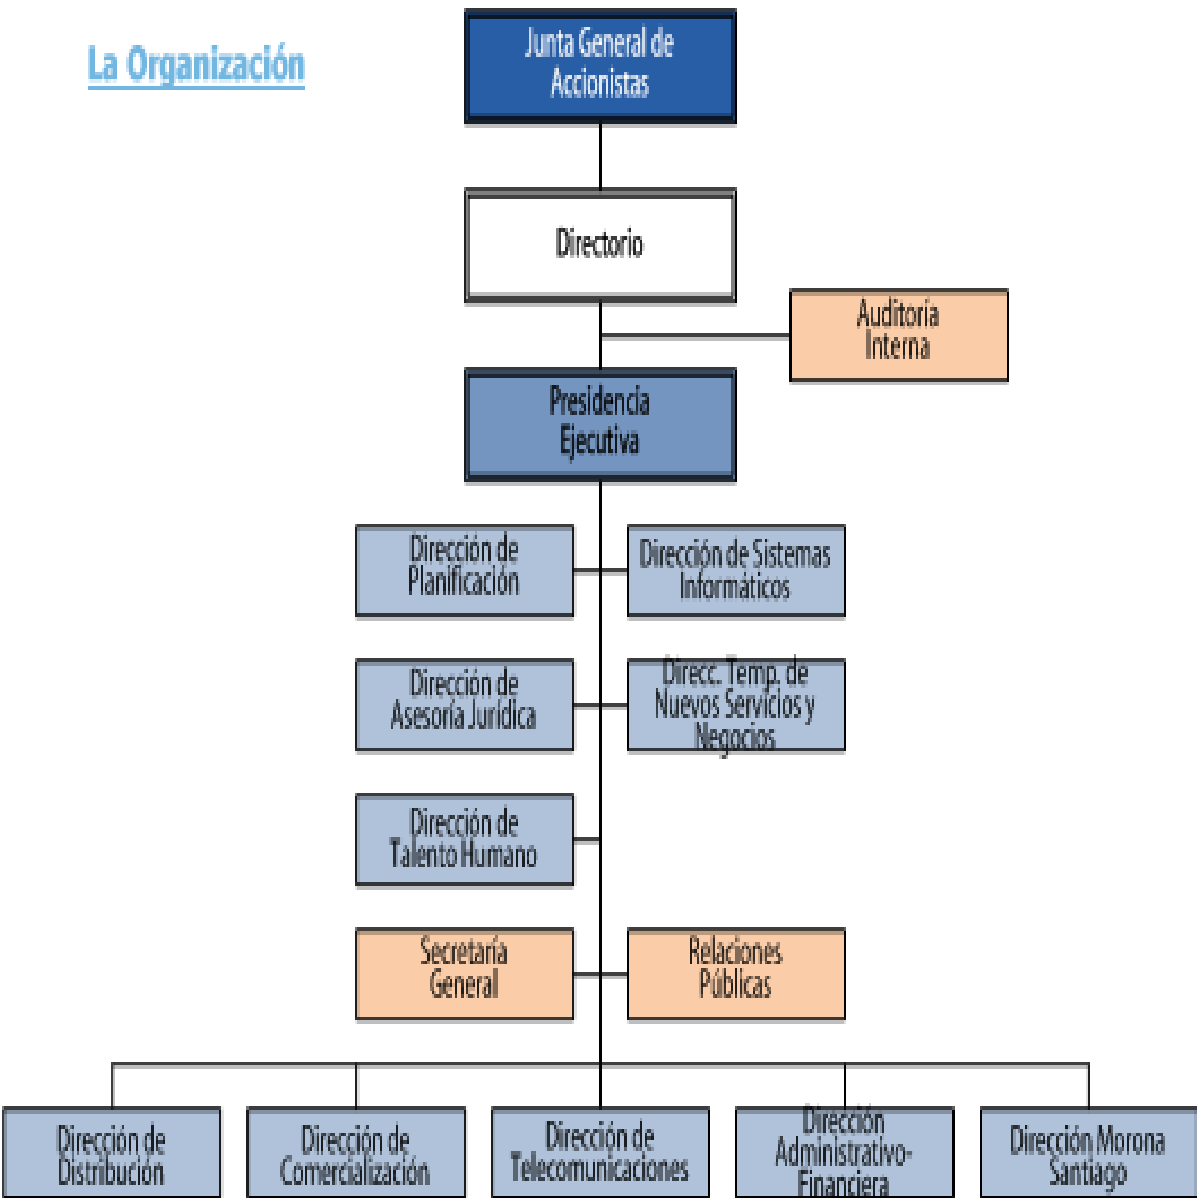 La Organización
Junta General de
Accionistas
Directorio
Auditoría
Interna
Presidencia
Ejecutiva
Dirección de
Planificación
Dirección de Sistemas
Informáticos
Dirección de
Asesoría Jurídica
Direcc. Temp. de
Nuevos Servicios y
Negocios
Dirección de
Talento Humano
Secretaría
General
Relaciones
Públicas
Dirección de
Distribución
Dirección de
Comercialización
Dirección de
Telecomunicaciones
Dirección
Administrativo-
Financiera
Dirección Morona
Santiago